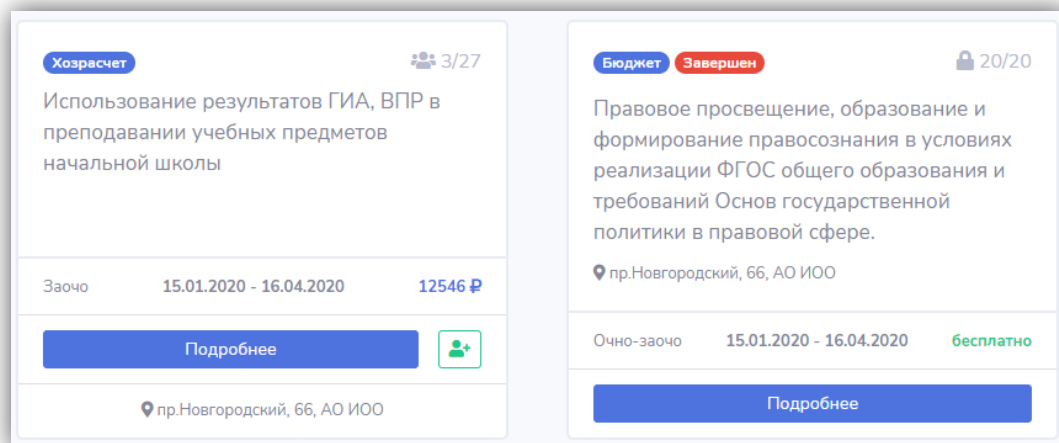 Хозрасчет
3/27
Использование результатов ГИА, ВПР в
преподавании учебных предметов
начальной школы
Заочо
15.01.2020 - 16.04.2020
12546 ₽
Подробнее
пр.Новгородский, 66, АО ИОО
Бюджет
Завершен
20/20
Правовое просвещение, образование и
формирование правосознания в условиях
реализации ФГОС общего образования и
требований Основ государственной
политики в правовой сфере.
пр.Новгородский, 66, АО ИОО
Очно-заочо
15.01.2020 - 16.04.2020
бесплатно
Подробнее